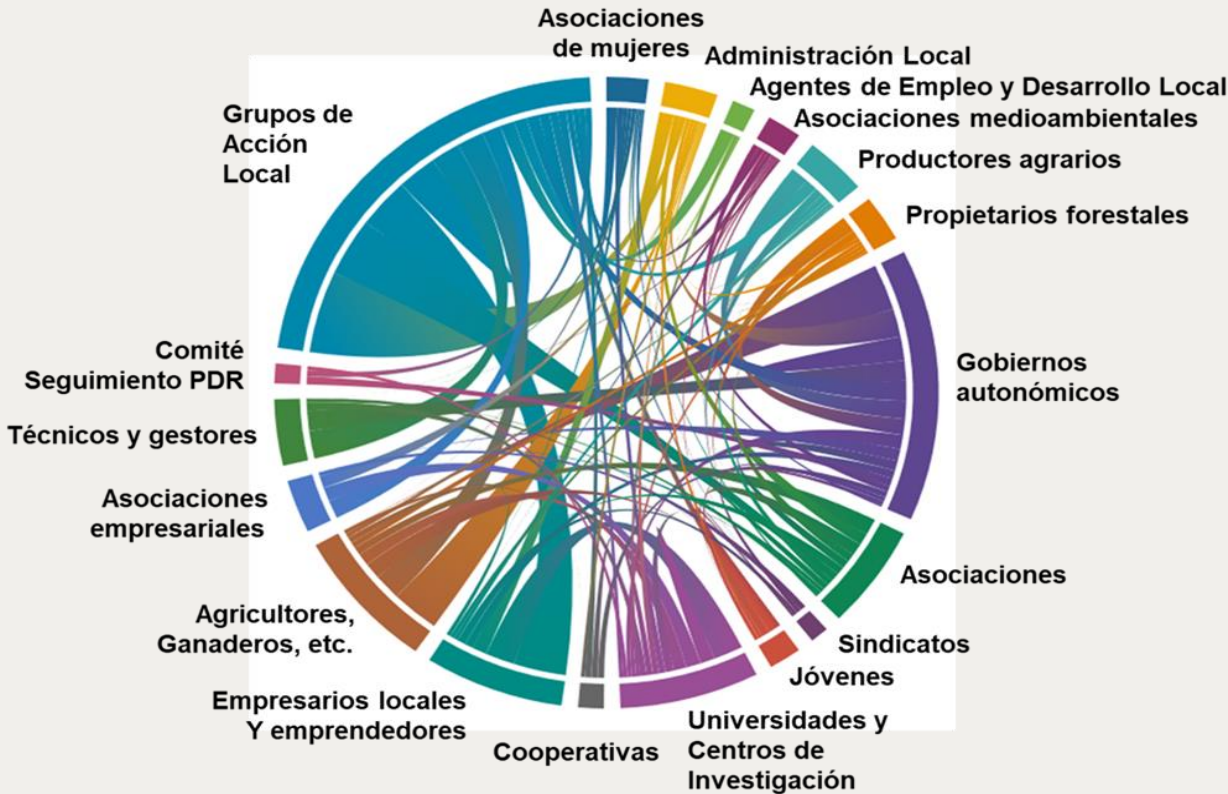 Asociaciones
de mujeres
Administración Local
Agentes de Empleo y Desarrollo Local
Asociaciones medioambientales
Productores agrarios
Propietarios forestales
Gobiernos
autonómicos
Asociaciones
Sindicatos
Jóvenes
Universidades y
Centros de
Investigación
Cooperativas
Empresarios locales
Y emprendedores
Agricultores,
Ganaderos, etc.
Asociaciones
empresariales
Técnicos y gestores
Comité
Seguimiento PDR
Grupos de
Acción
Local